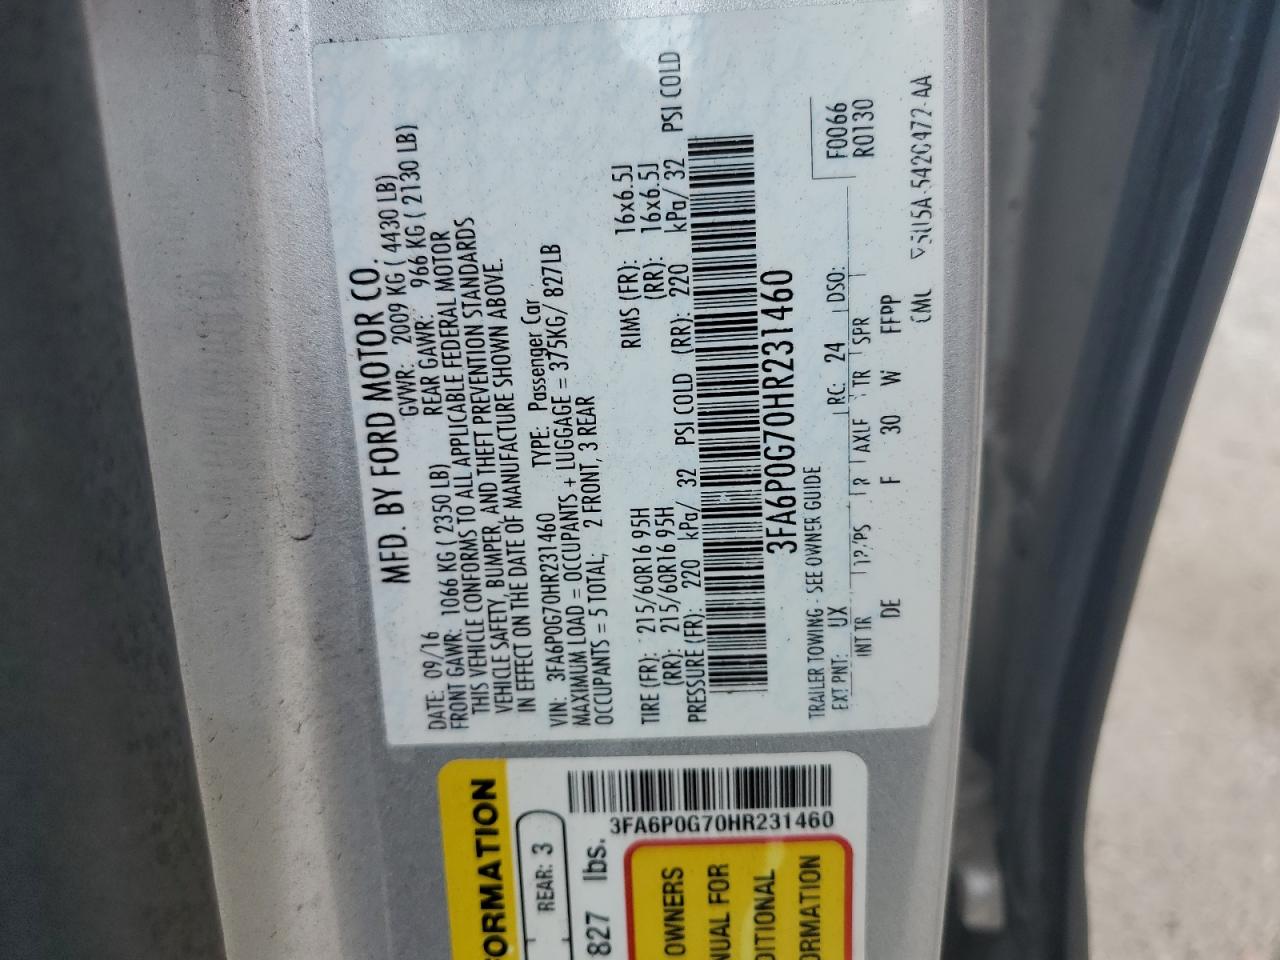 MFD. BY FORD MOTOR CO.
DATE: 09/16 GVWR: 2009 KG ( 4430 LB)
FRONT GAWR: 1066 KG ( 2350 LB) REAR GAWR: 966 KG ( 2130 LB)
THIS VEHICLE CONFORMS TO ALL APPLICABLE FEDERAL MOTOR
VEHICLE SAFETY, BUMPER, AND THEFT PREVENTION STANDARDS
IN EFFECT ON THE DATE OF MANUFACTURE SHOWN ABOVE.
VIN: 3FA6P0G70HR231460 TYPE: Passenger Car
MAXIMUM LOAD = OCCUPANTS + LUGGAGE = 375KG/ 827LB
OCCUPANTS = 5 TOTAL, 2 FRONT, 3 REAR
RIMS (FR): 16x6.5J
TIRE (FR): 215/60R16 95H (RR): 16x6.5J
(RR): 215/60R16 95H
PRESSURE (FR): 220 kPa/ 32 PSI COLD (RR): 220 kPa/ 32 PSI COLD
3FA6P0G70HR231460
TRAILER TOWING - SEE OWNER GUIDE
F0066
R0130
EXT PNT: UX RC: 24 DSO:
INT TR TR SPR
DE F 30 W FFPP
CML
ORMATION
REAR: 3
827 lbs.
3FA6P0G70HR231460
OWNERS
NUAL FOR
DITIONAL
ORMATION